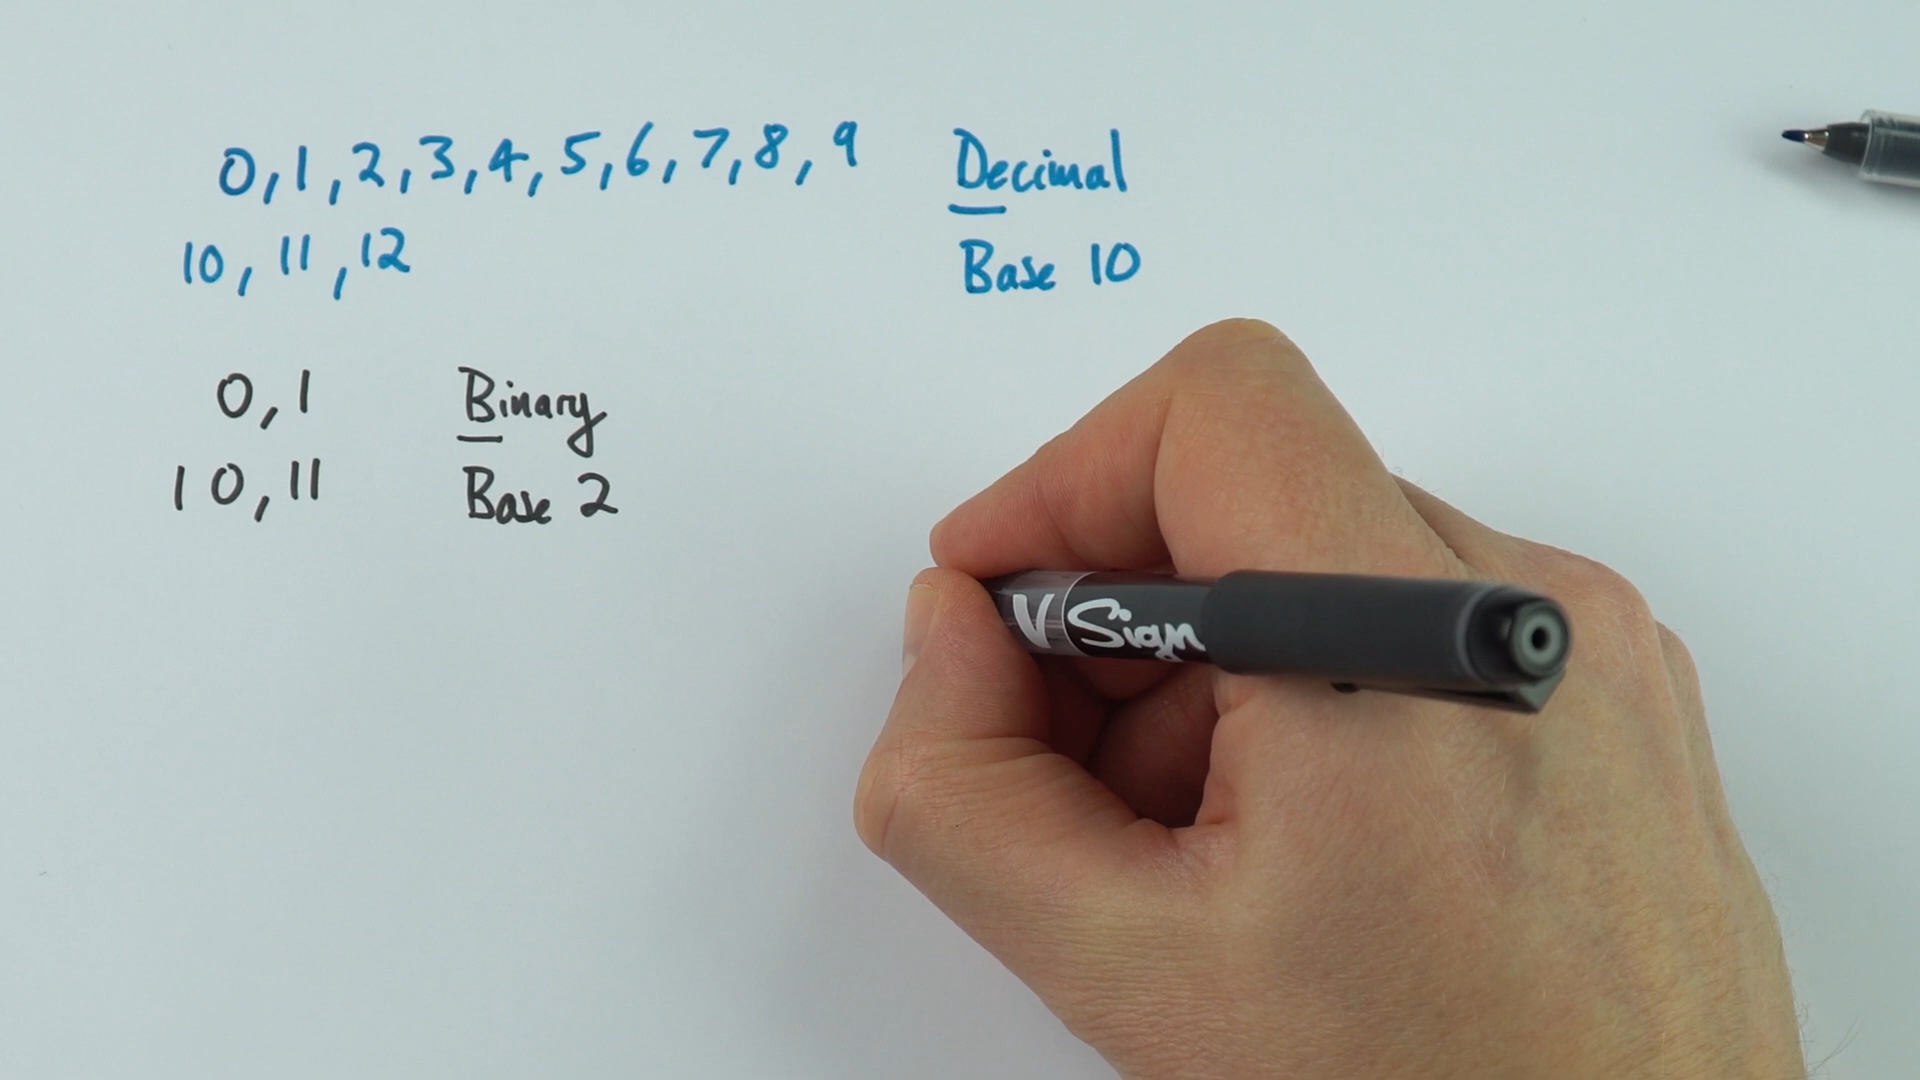 0, 1, 2, 3, 4, 5, 6, 7, 8, 9 Decimal
10, 11, 12 Base 10
0, 1 Binary
10, 11 Base 2
V Sign